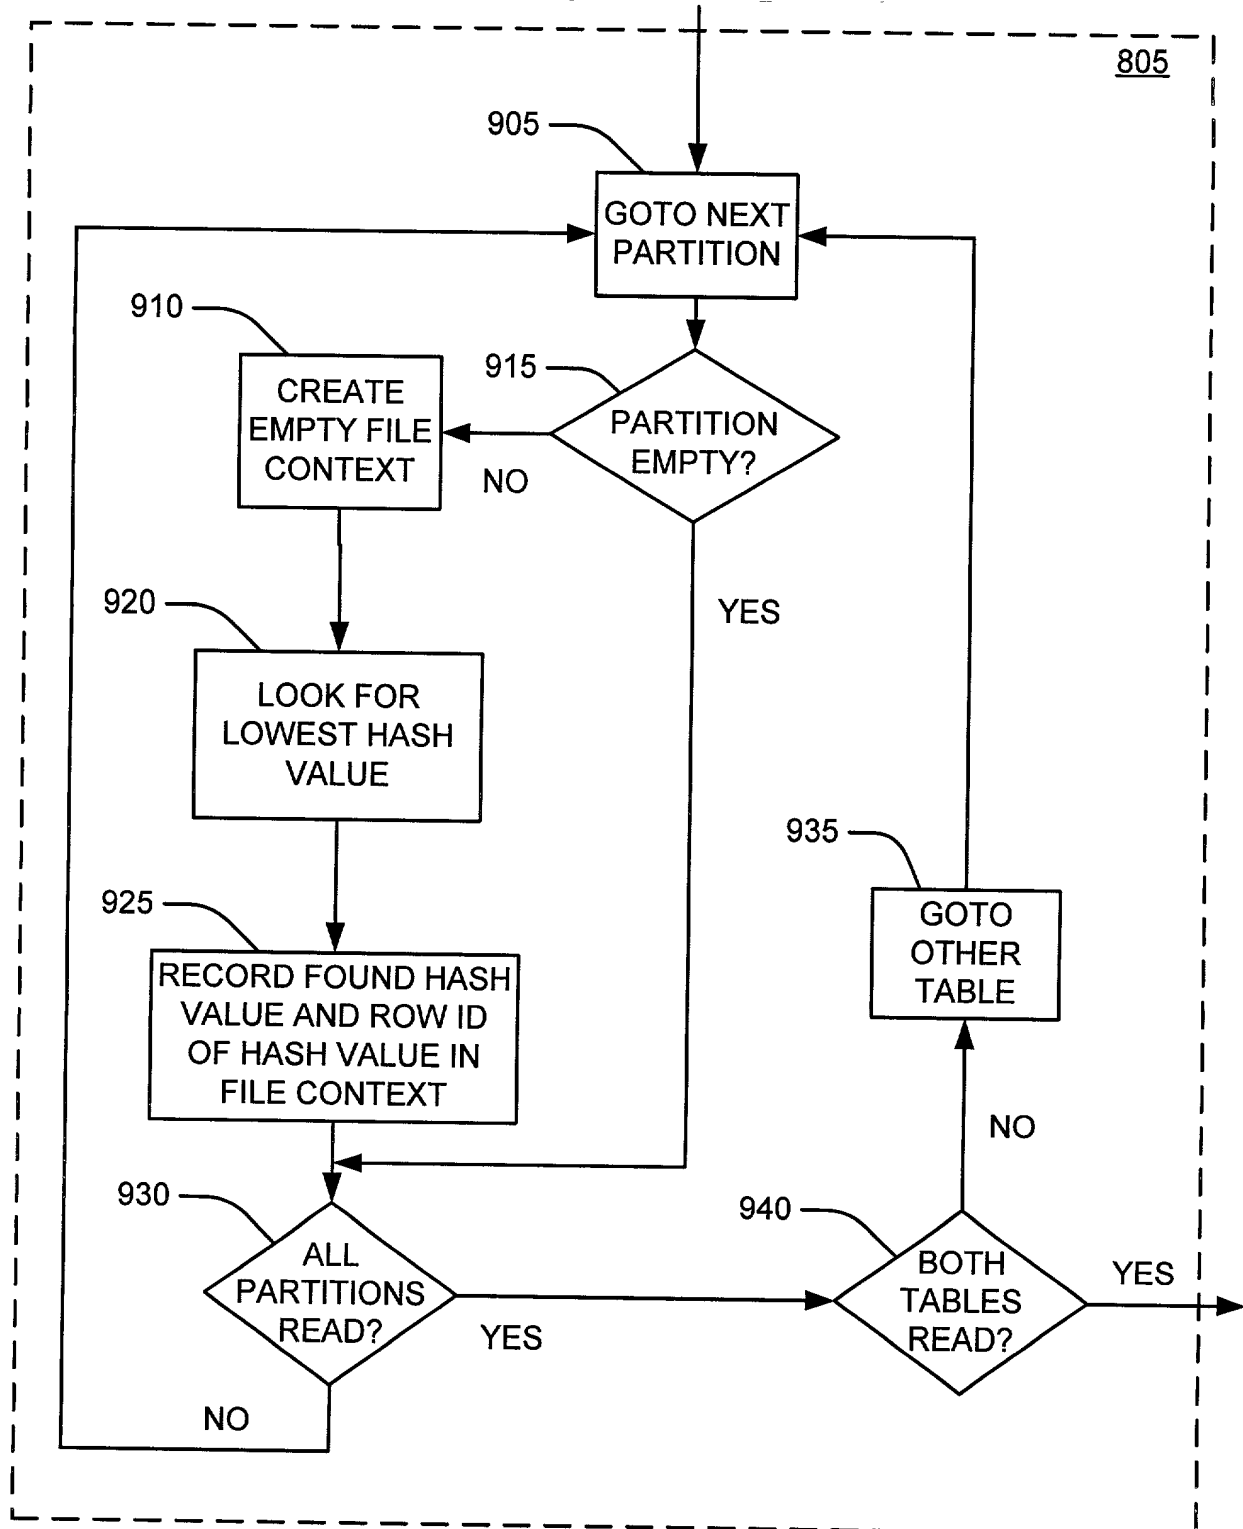 805
905
GOTO NEXT
PARTITION
910
CREATE
EMPTY FILE
CONTEXT
915
PARTITION
EMPTY?
NO
YES
920
LOOK FOR
LOWEST HASH
VALUE
925
RECORD FOUND HASH
VALUE AND ROW ID
OF HASH VALUE IN
FILE CONTEXT
935
GOTO
OTHER
TABLE
NO
930
ALL
PARTITIONS
READ?
YES
NO
940
BOTH
TABLES
READ?
YES